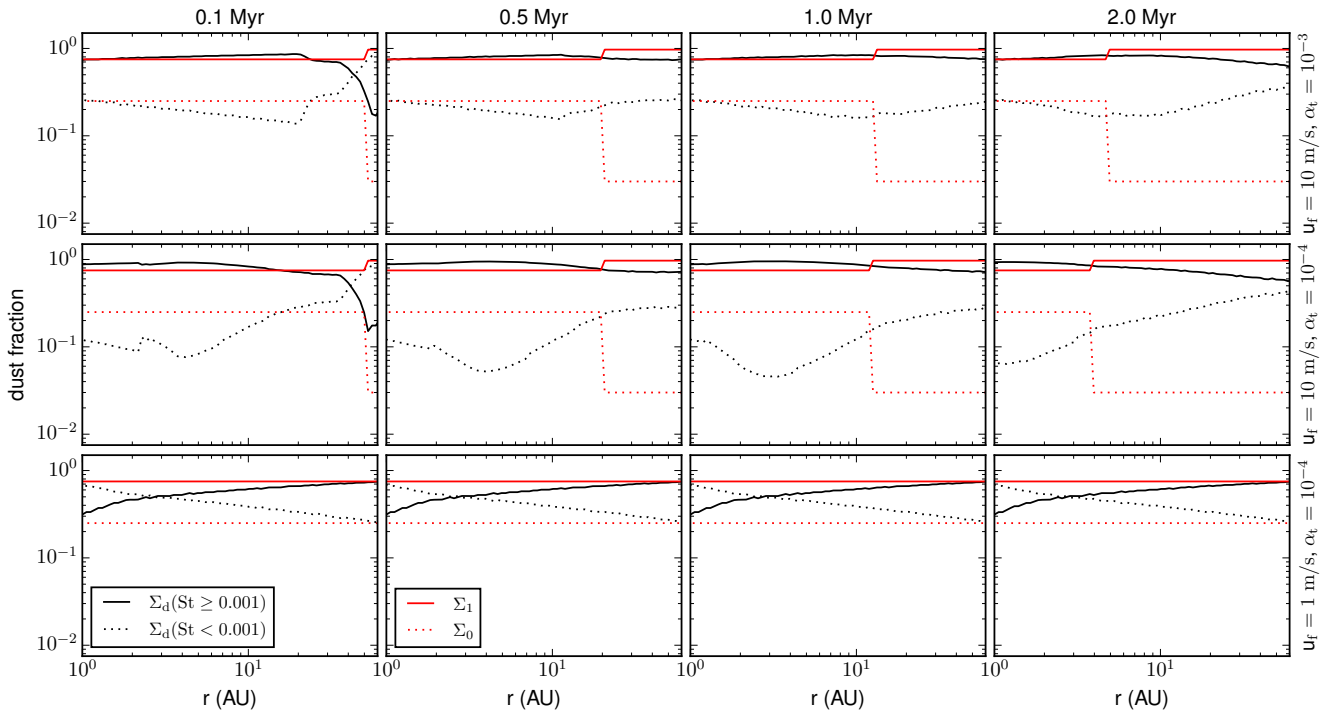 0.1 Myr 0.5 Myr 1.0 Myr 2.0 Myr
10⁰
10⁻¹
10⁻²
u_f = 10 m/s, α_t = 10⁻³
10⁰
10⁻¹
10⁻²
u_f = 10 m/s, α_t = 10⁻⁴
dust fraction
10⁰
10⁻¹
10⁻²
u_f = 1 m/s, α_t = 10⁻⁴
Σ_d(St ≥ 0.001)
Σ_d(St < 0.001)
Σ₁
Σ₀
10⁰ 10¹ 10⁰ 10¹ 10⁰ 10¹ 10⁰ 10¹
r (AU) r (AU) r (AU) r (AU)